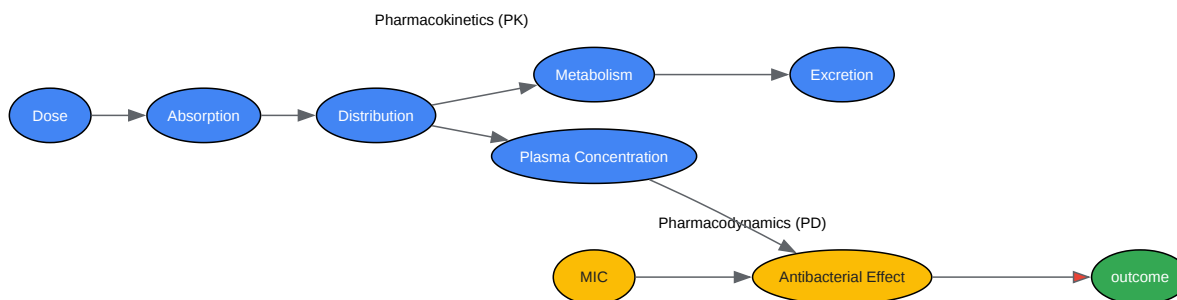 Pharmacokinetics (PK)
Metabolism
Excretion
Dose
Absorption
Distribution
Plasma Concentration
Pharmacodynamics (PD)
MIC
Antibacterial Effect
outcome